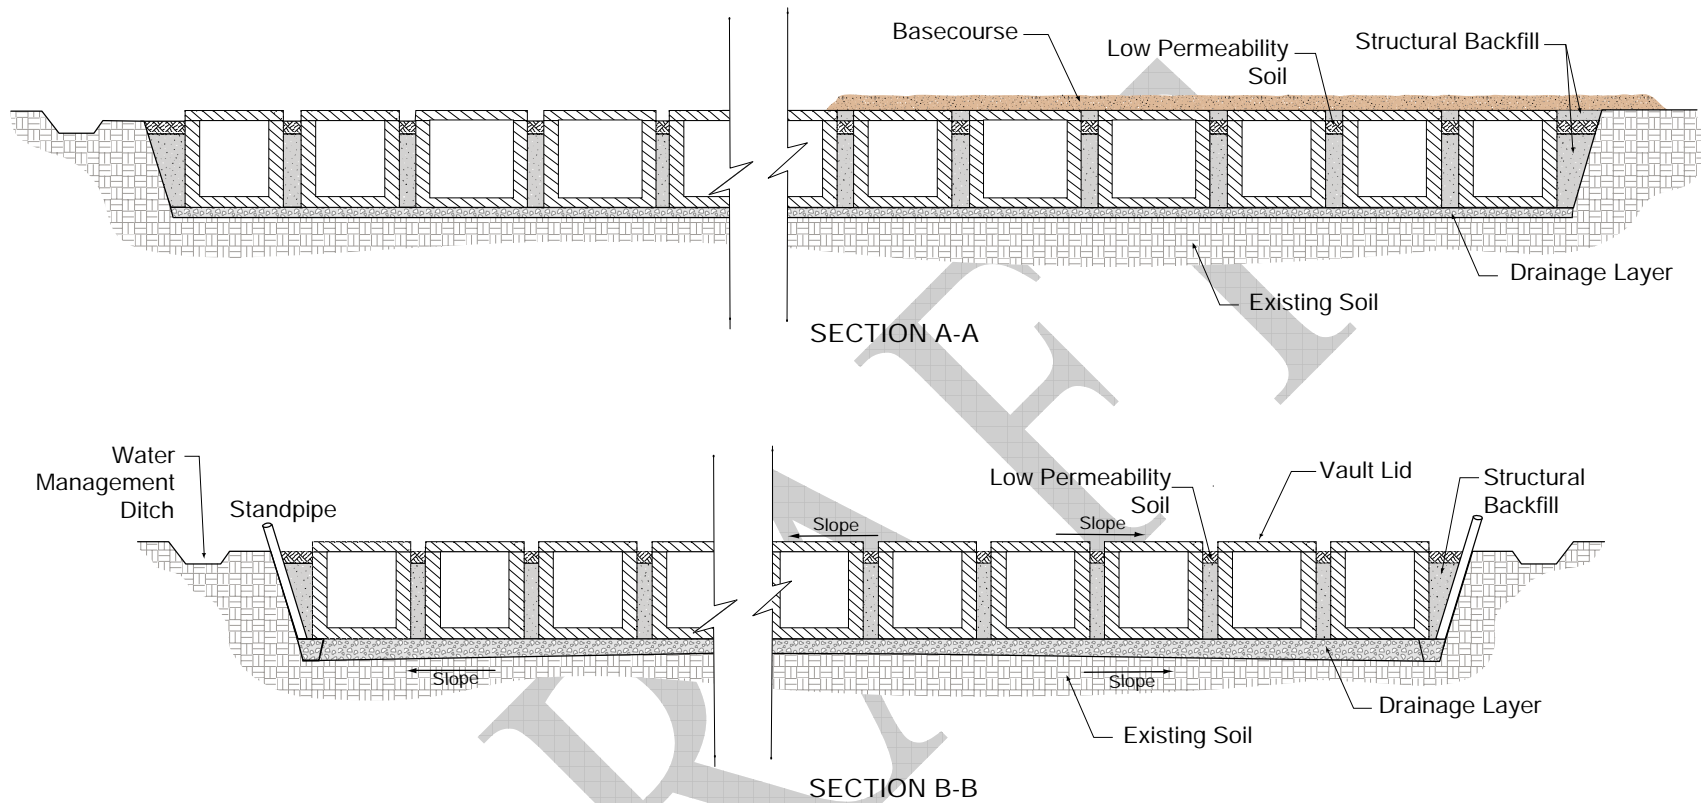 Basecourse
Low Permeability
Soil
Structural Backfill
Drainage Layer
Existing Soil
SECTION A-A
Water
Management
Ditch
Standpipe
Low Permeability
Soil
Vault Lid
Structural
Backfill
Slope
Slope
Slope
Slope
Drainage Layer
Existing Soil
SECTION B-B
DRAFT